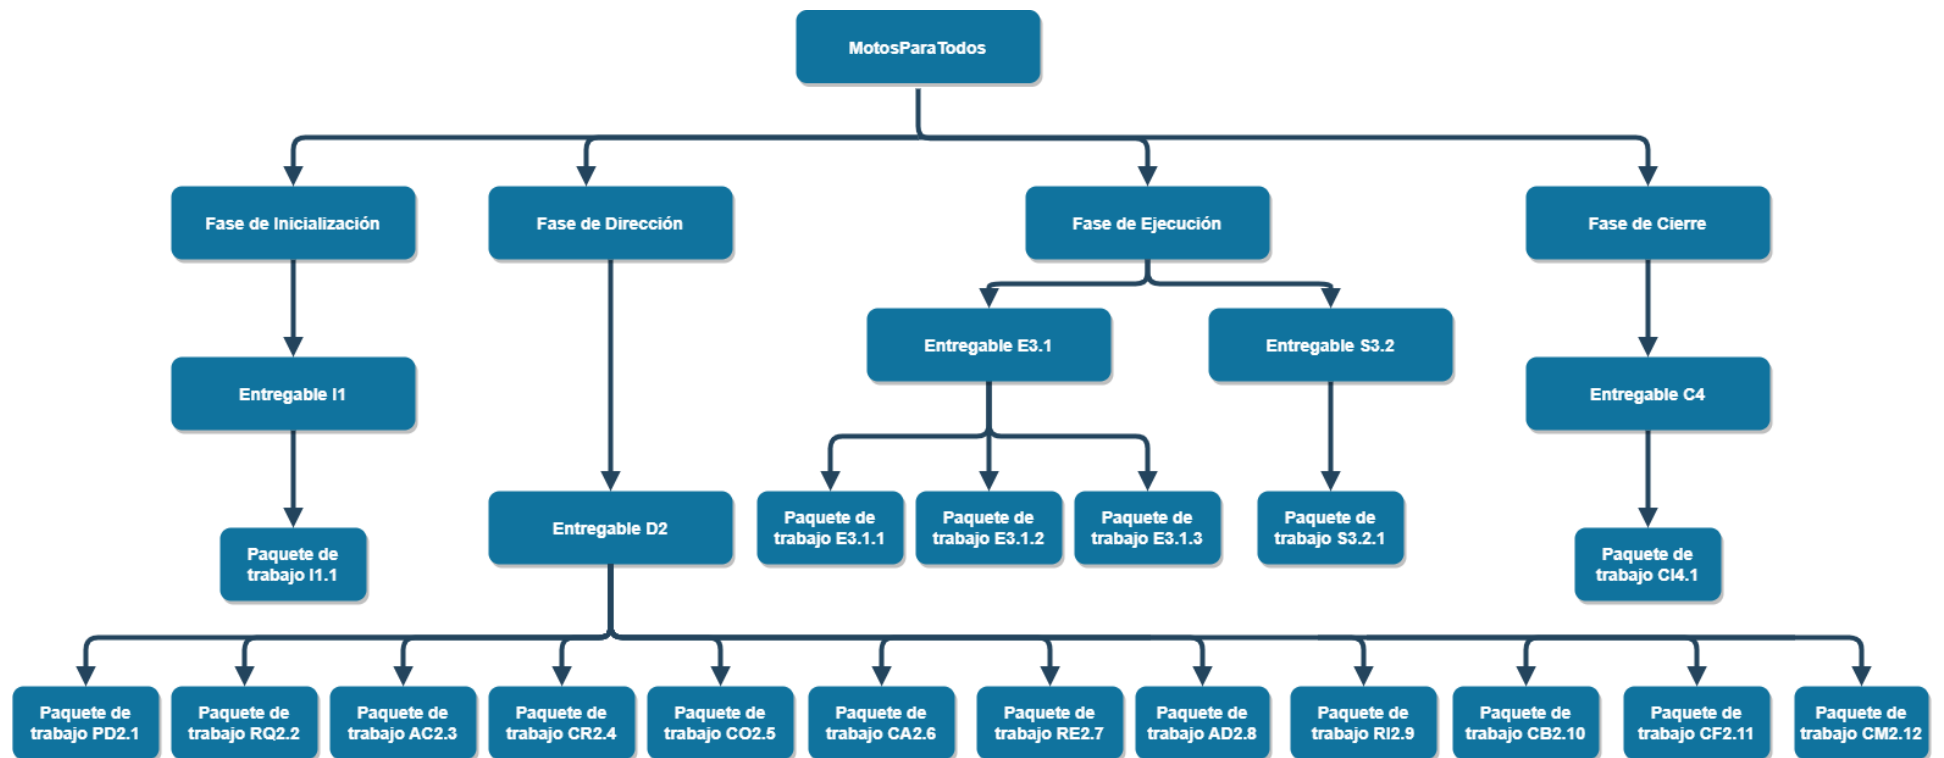 MotosParaTodos
Fase de Inicialización
Fase de Dirección
Fase de Ejecución
Fase de Cierre
Entregable E3.1
Entregable S3.2
Entregable I1
Entregable C4
Entregable D2
Paquete de
trabajo E3.1.1
Paquete de
trabajo E3.1.2
Paquete de
trabajo E3.1.3
Paquete de
trabajo S3.2.1
Paquete de
trabajo I1.1
Paquete de
trabajo CI4.1
Paquete de
trabajo PD2.1
Paquete de
trabajo RQ2.2
Paquete de
trabajo AC2.3
Paquete de
trabajo CR2.4
Paquete de
trabajo CO2.5
Paquete de
trabajo CA2.6
Paquete de
trabajo RE2.7
Paquete de
trabajo AD2.8
Paquete de
trabajo RI2.9
Paquete de
trabajo CB2.10
Paquete de
trabajo CF2.11
Paquete de
trabajo CM2.12